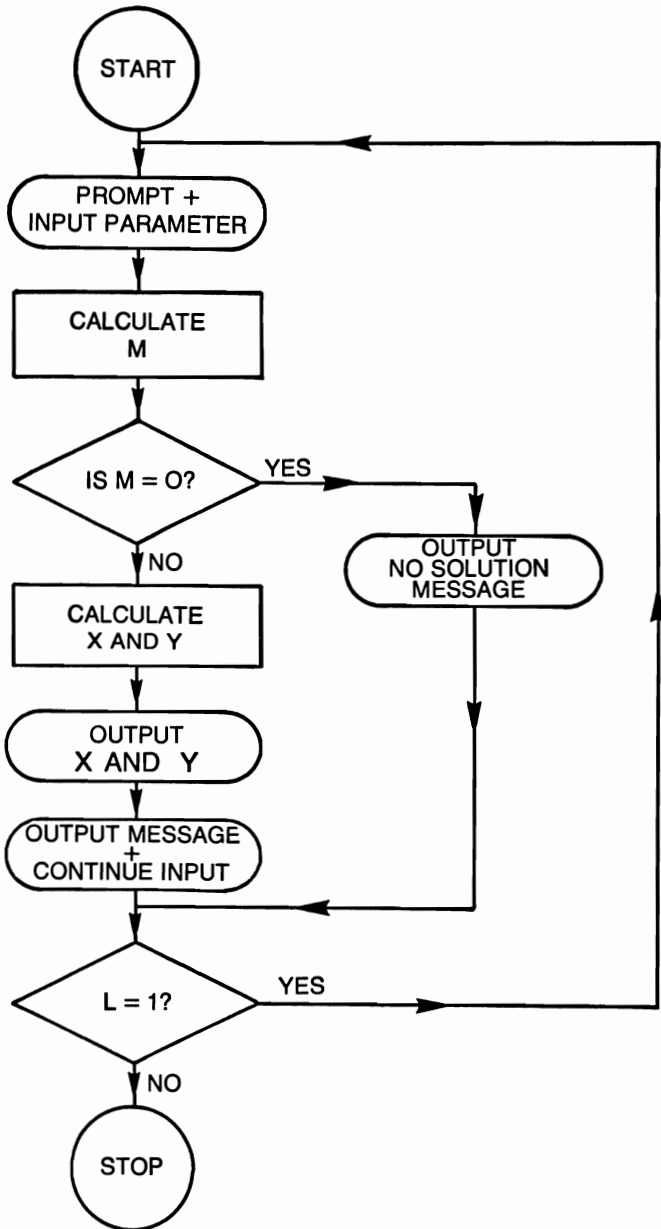 START
PROMPT +
INPUT PARAMETER
CALCULATE
M
IS M = O?
YES
NO
OUTPUT
NO SOLUTION
MESSAGE
CALCULATE
X AND Y
OUTPUT
X AND Y
OUTPUT MESSAGE
+
CONTINUE INPUT
L = 1?
YES
NO
STOP